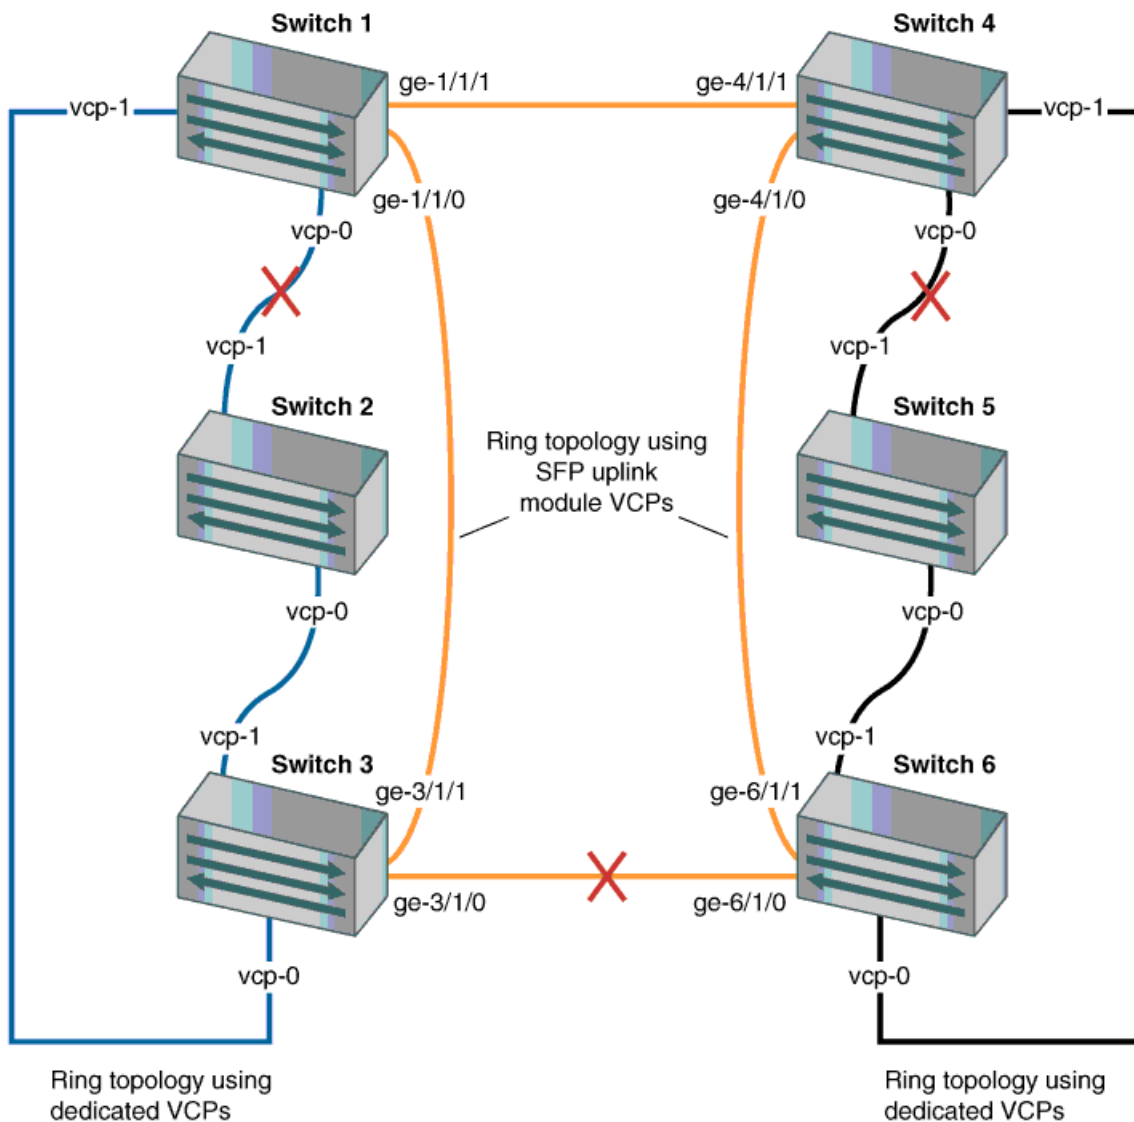 Switch 1
Switch 4
ge-1/1/1
ge-4/1/1
vcp-1
vcp-1
ge-1/1/0
ge-4/1/0
vcp-0
vcp-0
vcp-1
vcp-1
Switch 2
Switch 5
Ring topology using
SFP uplink
module VCPs
vcp-0
vcp-0
vcp-1
vcp-1
Switch 3
Switch 6
ge-3/1/1
ge-6/1/1
ge-3/1/0
ge-6/1/0
vcp-0
vcp-0
Ring topology using
dedicated VCPs
Ring topology using
dedicated VCPs